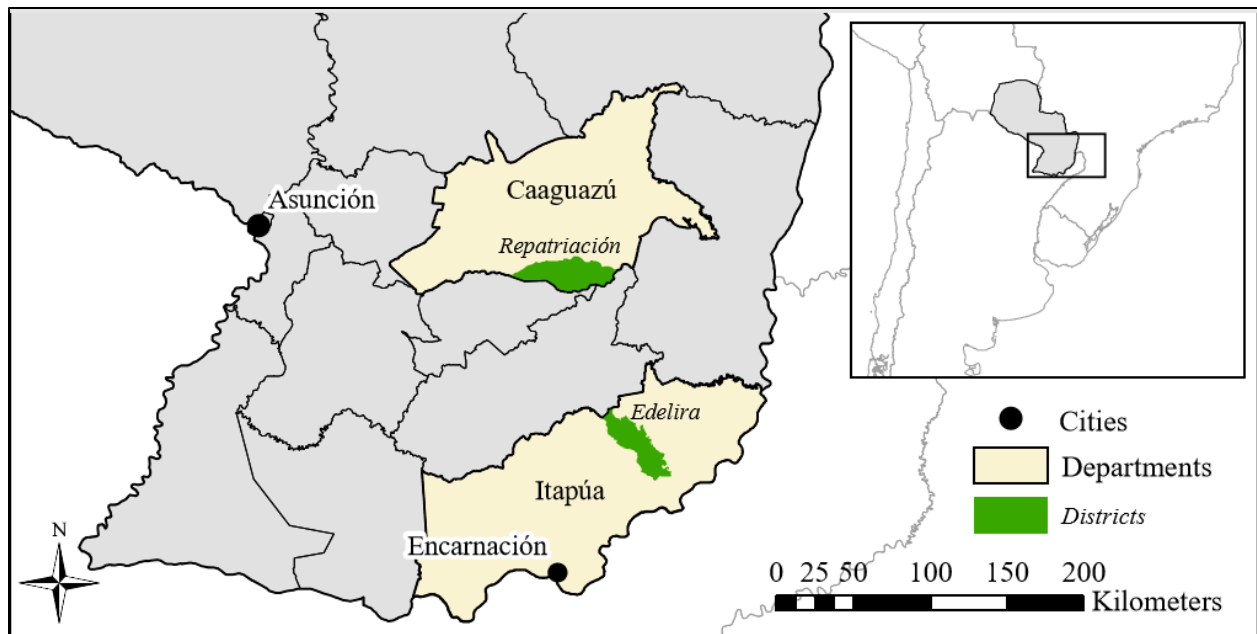 Asunción
Caaguazú
Repatriación
Edelira
Itapúa
Encarnación
N
Cities
Departments
Districts
0 25 50 100 150 200
Kilometers